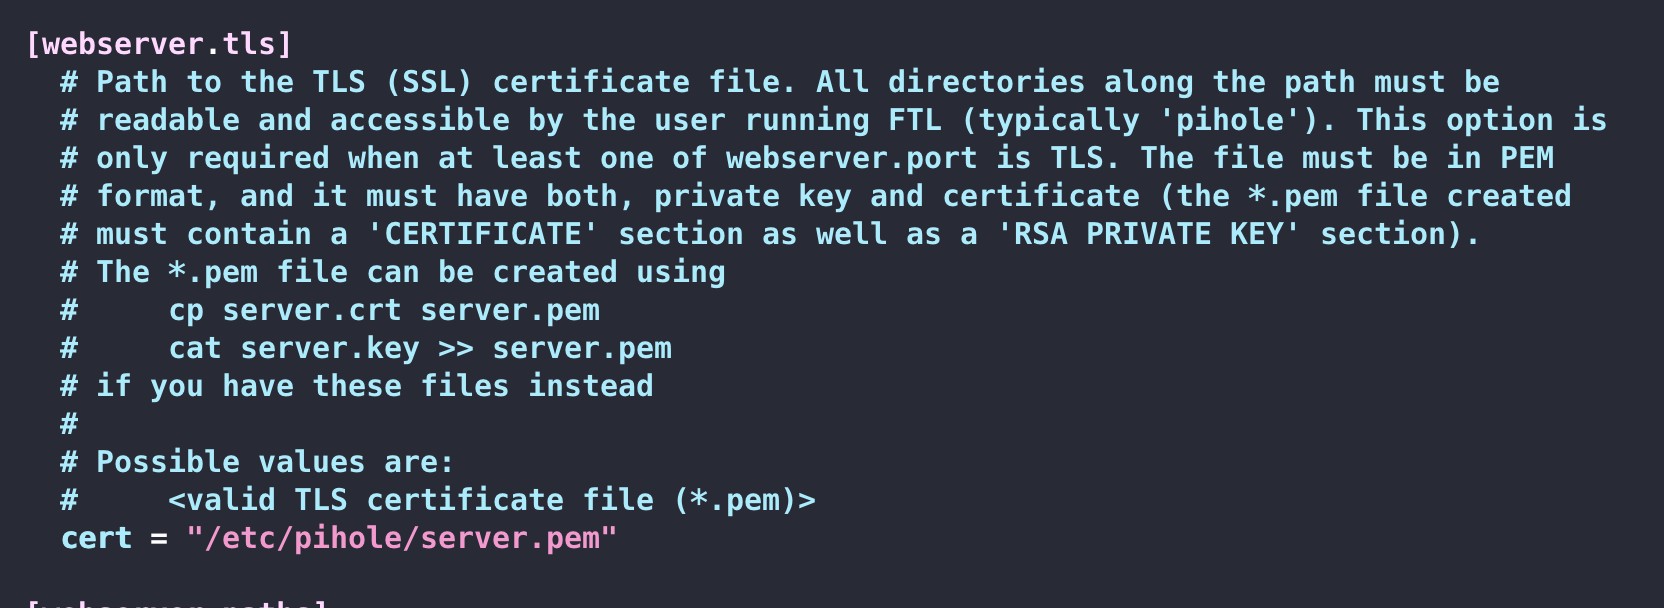 [webserver.tls]
  # Path to the TLS (SSL) certificate file. All directories along the path must be
  # readable and accessible by the user running FTL (typically 'pihole'). This option is
  # only required when at least one of webserver.port is TLS. The file must be in PEM
  # format, and it must have both, private key and certificate (the *.pem file created
  # must contain a 'CERTIFICATE' section as well as a 'RSA PRIVATE KEY' section).
  # The *.pem file can be created using
  #     cp server.crt server.pem
  #     cat server.key >> server.pem
  # if you have these files instead
  #
  # Possible values are:
  #     <valid TLS certificate file (*.pem)>
  cert = "/etc/pihole/server.pem"
[webserver.paths]